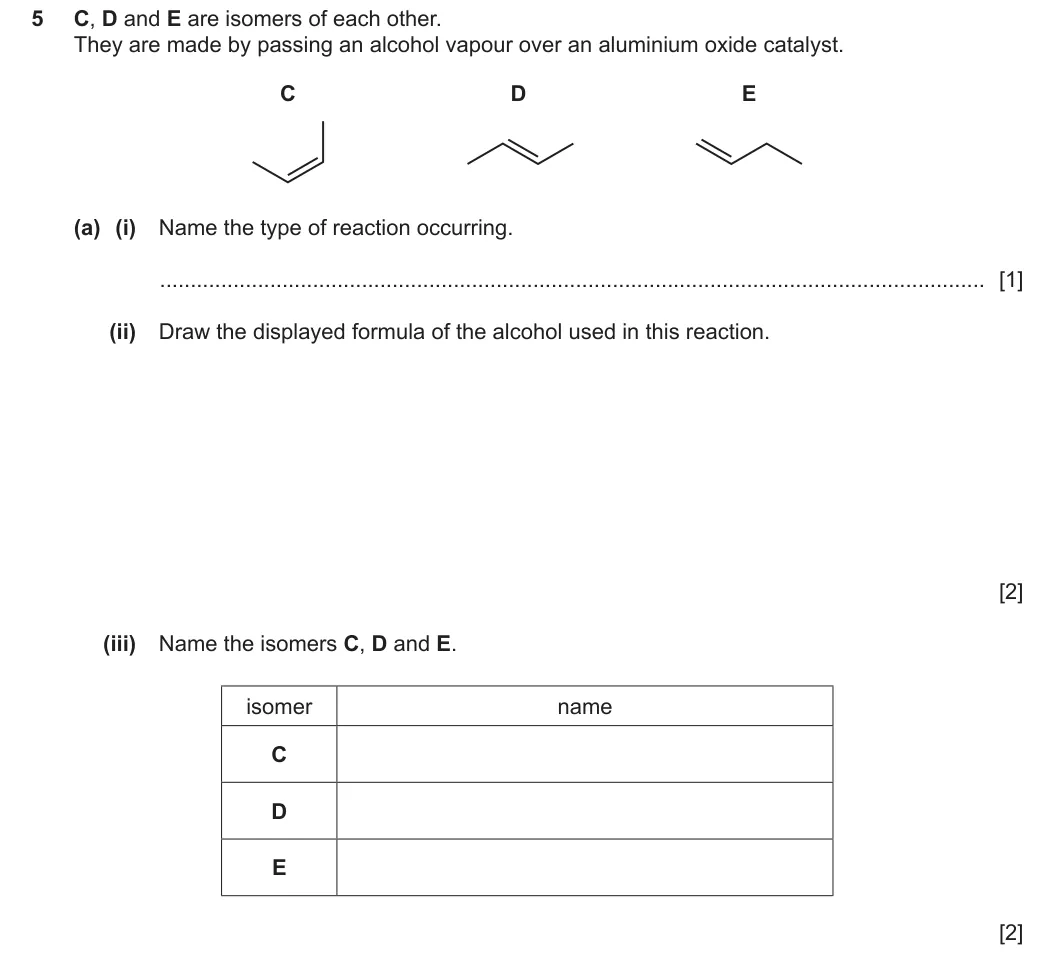 5 C, D and E are isomers of each other.
They are made by passing an alcohol vapour over an aluminium oxide catalyst.
C D E
(a) (i) Name the type of reaction occurring.
.......................................................................................................................................... [1]
(ii) Draw the displayed formula of the alcohol used in this reaction.
[2]
(iii) Name the isomers C, D and E.
isomer name
C
D
E
[2]